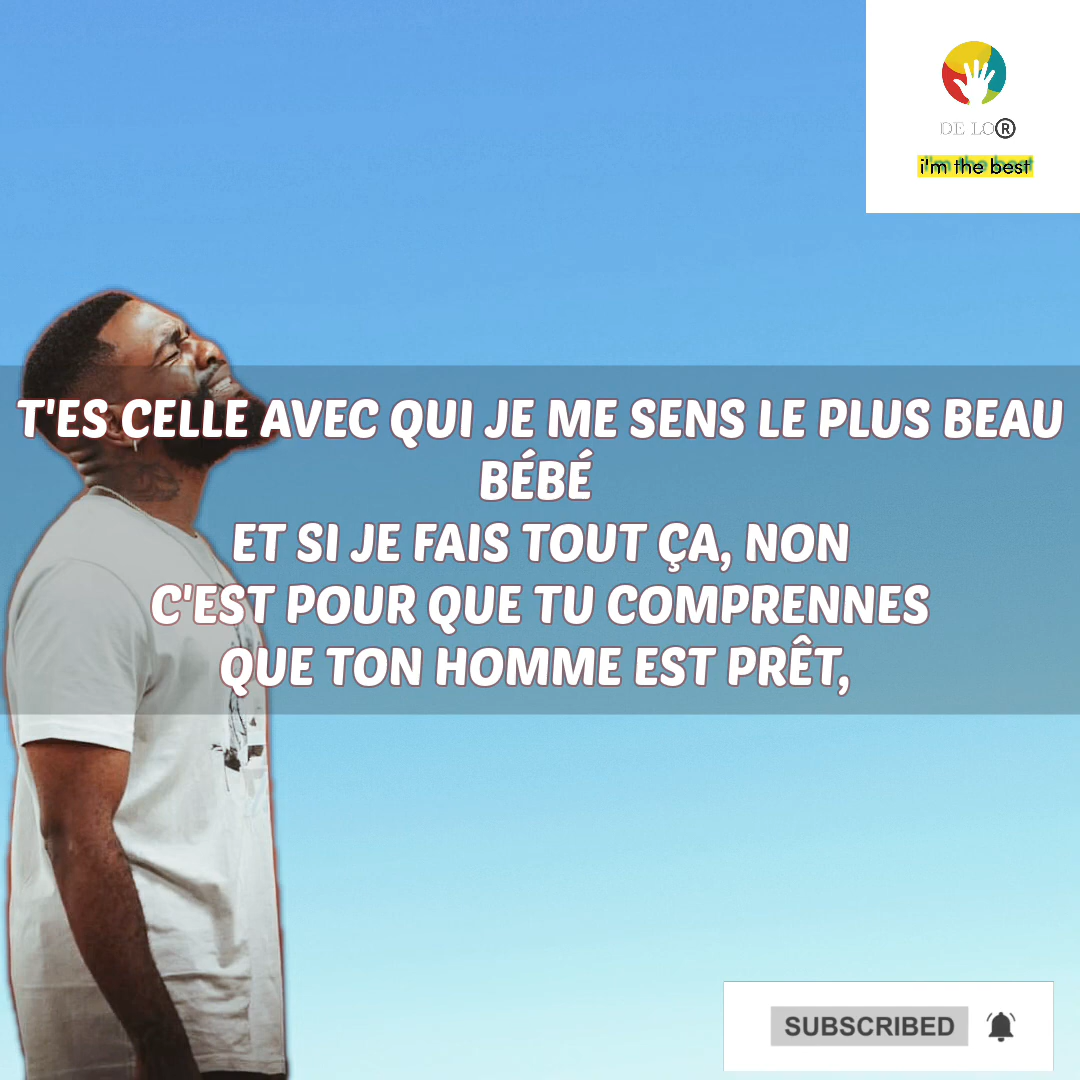 DE LO®
i'm the best
T'ES CELLE AVEC QUI JE ME SENS LE PLUS BEAU
BÉBÉ
ET SI JE FAIS TOUT ÇA, NON
C'EST POUR QUE TU COMPRENNES
QUE TON HOMME EST PRÊT,
SUBSCRIBED